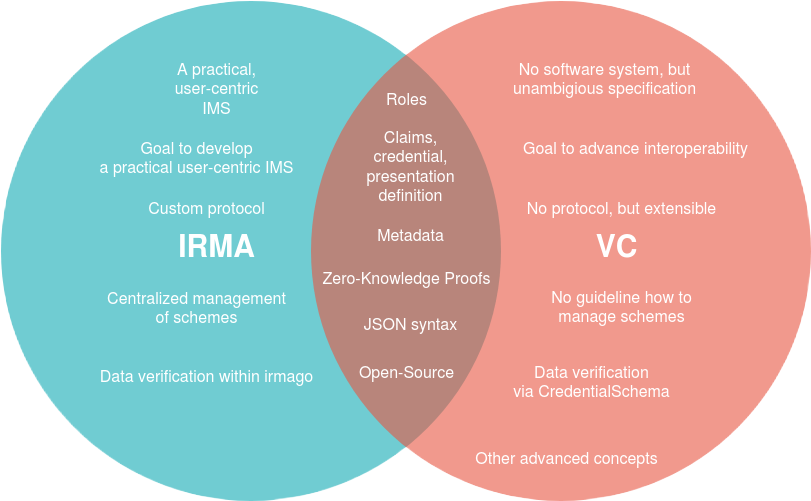 A practical,
user-centric
IMS
Goal to develop
a practical user-centric IMS
Custom protocol
IRMA
Centralized management
of schemes
Data verification within irmago
Roles
Claims,
credential,
presentation
definition
Metadata
Zero-Knowledge Proofs
JSON syntax
Open-Source
No software system, but
unambigious specification
Goal to advance interoperability
No protocol, but extensible
VC
No guideline how to
manage schemes
Data verification
via CredentialSchema
Other advanced concepts